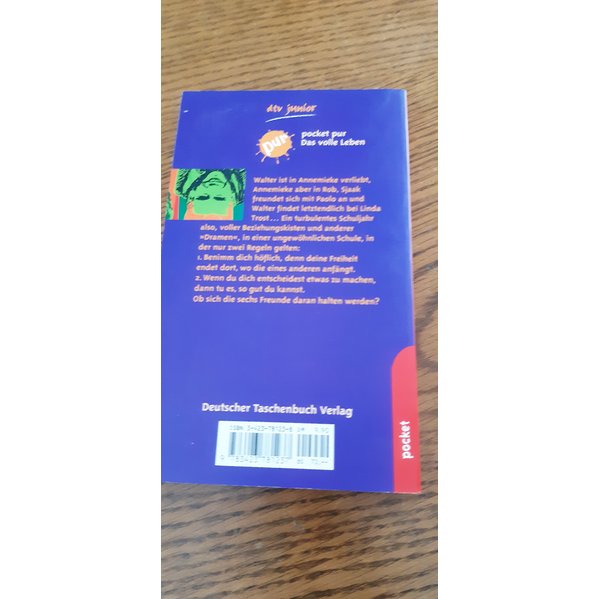 dtv junior
pur
pocket pur
Das volle Leben
Walter ist in Annemieke verliebt,
Annemieke aber in Rob, Sjaak
freundet sich mit Paolo an und
Walter findet letztendlich bei Linda
Trost ... Ein turbulentes Schuljahr
also, voller Beziehungskisten und anderer
»Dramen«, in einer ungewöhnlichen Schule, in
der nur zwei Regeln gelten:
1. Benimm dich höflich, denn deine Freiheit
endet dort, wo die eines anderen anfängt.
2. Wenn du dich entscheidest etwas zu machen,
dann tu es, so gut du kannst.
Ob sich die sechs Freunde daran halten werden?
Deutscher Taschenbuch Verlag
ISBN DM
pocket